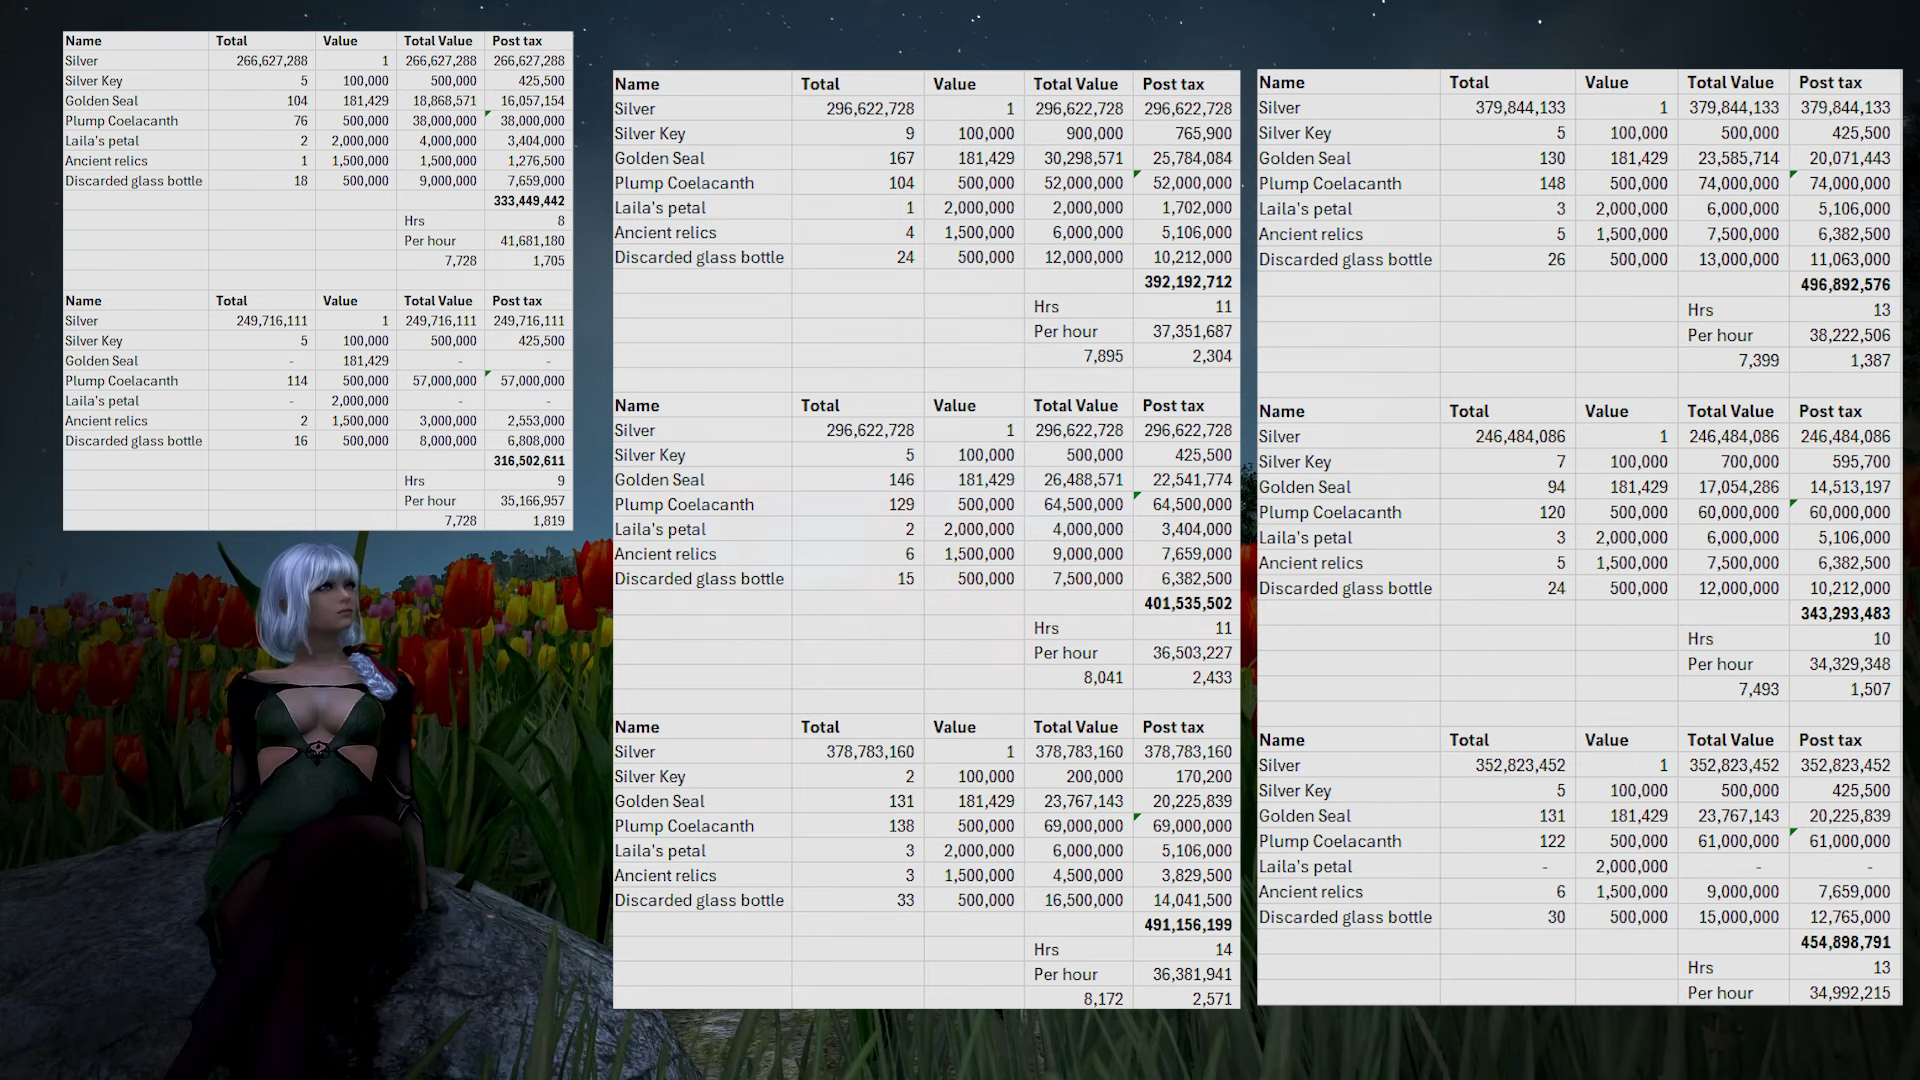 Name Total Value Total Value Post tax
Silver 266,627,288 1 266,627,288 266,627,288
Silver Key 5 100,000 500,000 425,500
Golden Seal 104 181,429 18,868,571 16,057,154
Plump Coelacanth 76 500,000 38,000,000 38,000,000
Laila's petal 2 2,000,000 4,000,000 3,404,000
Ancient relics 1 1,500,000 1,500,000 1,276,500
Discarded glass bottle 18 500,000 9,000,000 7,659,000
333,449,442
Hrs 8
Per hour 41,681,180
7,728 1,705
Name Total Value Total Value Post tax
Silver 249,716,111 1 249,716,111 249,716,111
Silver Key 5 100,000 500,000 425,500
Golden Seal - 181,429 - -
Plump Coelacanth 114 500,000 57,000,000 57,000,000
Laila's petal - 2,000,000 - -
Ancient relics 2 1,500,000 3,000,000 2,553,000
Discarded glass bottle 16 500,000 8,000,000 6,808,000
316,502,611
Hrs 9
Per hour 35,166,957
7,728 1,819
Name Total Value Total Value Post tax
Silver 296,622,728 1 296,622,728 296,622,728
Silver Key 9 100,000 900,000 765,900
Golden Seal 167 181,429 30,298,571 25,784,084
Plump Coelacanth 104 500,000 52,000,000 52,000,000
Laila's petal 1 2,000,000 2,000,000 1,702,000
Ancient relics 4 1,500,000 6,000,000 5,106,000
Discarded glass bottle 24 500,000 12,000,000 10,212,000
392,192,712
Hrs 11
Per hour 37,351,687
7,895 2,304
Name Total Value Total Value Post tax
Silver 296,622,728 1 296,622,728 296,622,728
Silver Key 5 100,000 500,000 425,500
Golden Seal 146 181,429 26,488,571 22,541,774
Plump Coelacanth 129 500,000 64,500,000 64,500,000
Laila's petal 2 2,000,000 4,000,000 3,404,000
Ancient relics 6 1,500,000 9,000,000 7,659,000
Discarded glass bottle 15 500,000 7,500,000 6,382,500
401,535,502
Hrs 11
Per hour 36,503,227
8,041 2,433
Name Total Value Total Value Post tax
Silver 378,783,160 1 378,783,160 378,783,160
Silver Key 2 100,000 200,000 170,200
Golden Seal 131 181,429 23,767,143 20,225,839
Plump Coelacanth 138 500,000 69,000,000 69,000,000
Laila's petal 3 2,000,000 6,000,000 5,106,000
Ancient relics 3 1,500,000 4,500,000 3,829,500
Discarded glass bottle 33 500,000 16,500,000 14,041,500
491,156,199
Hrs 14
Per hour 36,381,941
8,172 2,571
Name Total Value Total Value Post tax
Silver 379,844,133 1 379,844,133 379,844,133
Silver Key 5 100,000 500,000 425,500
Golden Seal 130 181,429 23,585,714 20,071,443
Plump Coelacanth 148 500,000 74,000,000 74,000,000
Laila's petal 3 2,000,000 6,000,000 5,106,000
Ancient relics 5 1,500,000 7,500,000 6,382,500
Discarded glass bottle 26 500,000 13,000,000 11,063,000
496,892,576
Hrs 13
Per hour 38,222,506
7,399 1,387
Name Total Value Total Value Post tax
Silver 246,484,086 1 246,484,086 246,484,086
Silver Key 7 100,000 700,000 595,700
Golden Seal 94 181,429 17,054,286 14,513,197
Plump Coelacanth 120 500,000 60,000,000 60,000,000
Laila's petal 3 2,000,000 6,000,000 5,106,000
Ancient relics 5 1,500,000 7,500,000 6,382,500
Discarded glass bottle 24 500,000 12,000,000 10,212,000
343,293,483
Hrs 10
Per hour 34,329,348
7,493 1,507
Name Total Value Total Value Post tax
Silver 352,823,452 1 352,823,452 352,823,452
Silver Key 5 100,000 500,000 425,500
Golden Seal 131 181,429 23,767,143 20,225,839
Plump Coelacanth 122 500,000 61,000,000 61,000,000
Laila's petal - 2,000,000 - -
Ancient relics 6 1,500,000 9,000,000 7,659,000
Discarded glass bottle 30 500,000 15,000,000 12,765,000
454,898,791
Hrs 13
Per hour 34,992,215